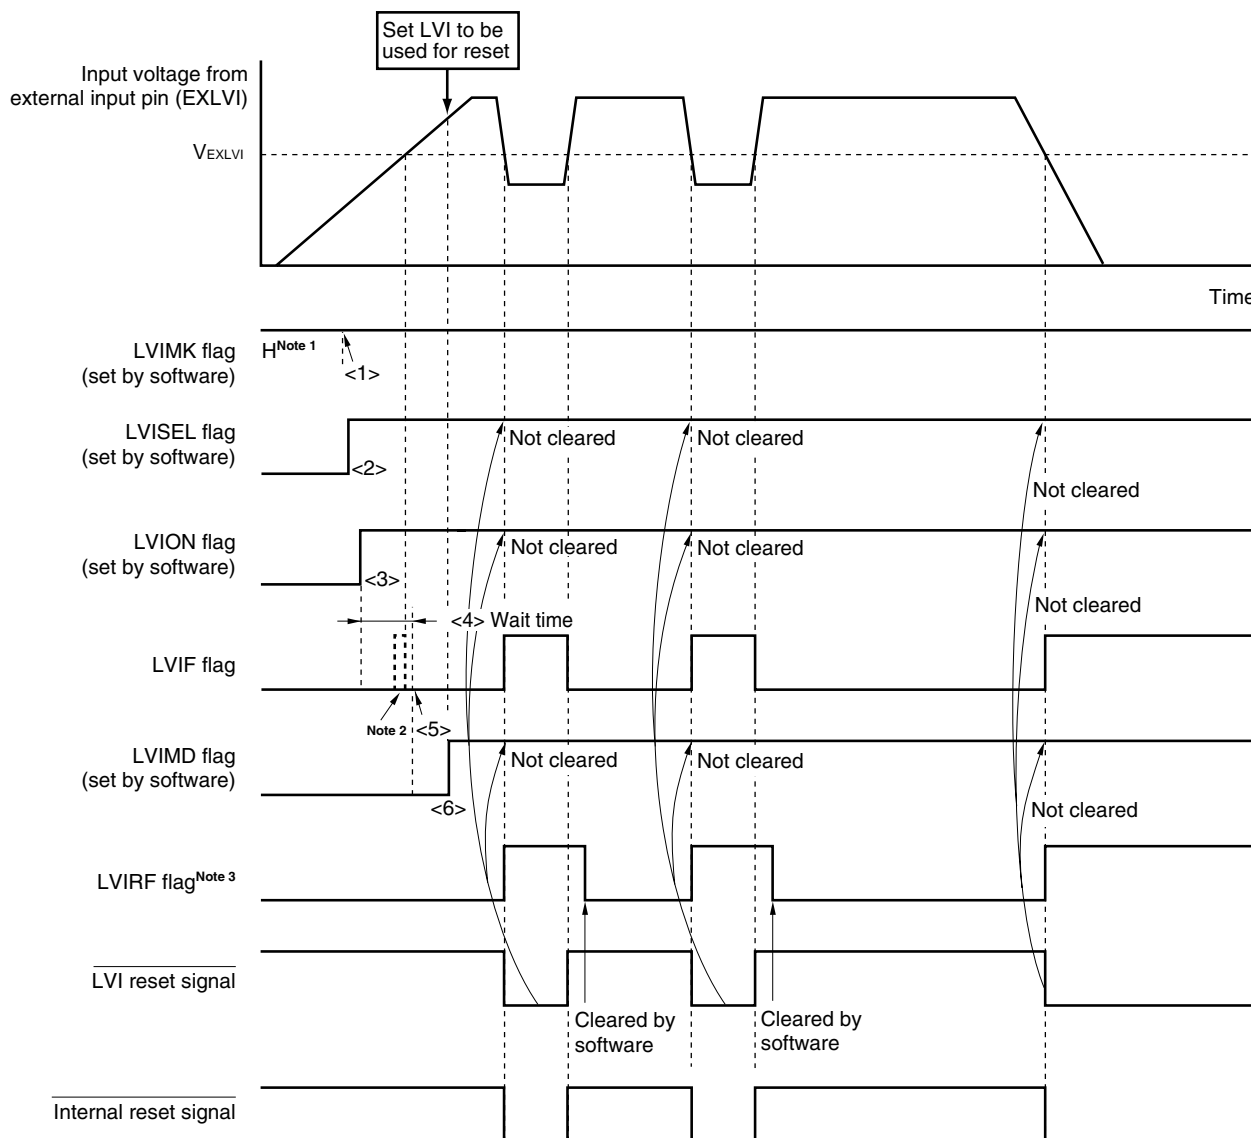 Set LVI to be
used for reset
Input voltage from
external input pin (EXLVI)
VEXLVI
Time
LVIMK flag
(set by software)
H Note 1
<1>
LVISEL flag
(set by software)
<2>
Not cleared
Not cleared
Not cleared
LVION flag
(set by software)
<3>
Not cleared
Not cleared
Not cleared
<4> Wait time
LVIF flag
Note 2
<5>
LVIMD flag
(set by software)
<6>
Not cleared
Not cleared
Not cleared
LVIRF flag Note 3
LVI reset signal
Cleared by
software
Cleared by
software
Internal reset signal